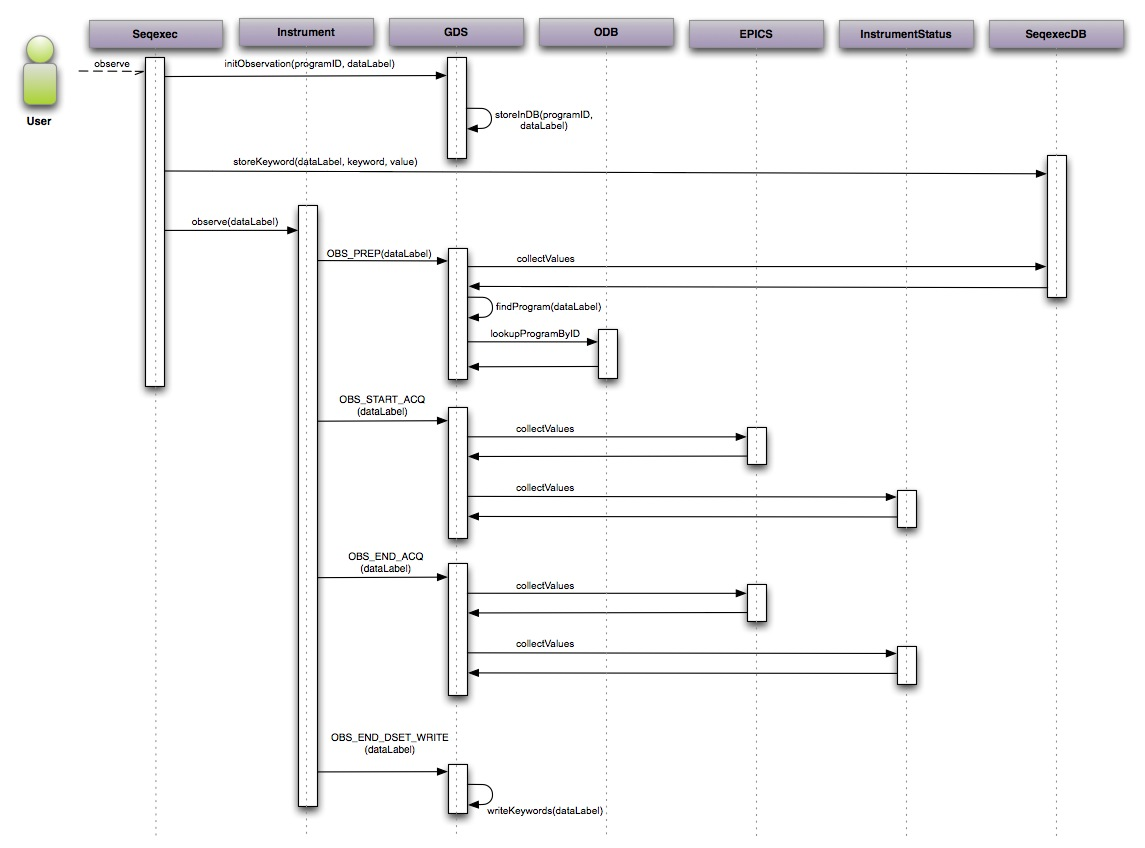 Seqexec
Instrument
GDS
ODB
EPICS
InstrumentStatus
SeqexecDB
User
observe
initObservation(programID, dataLabel)
storeInDB(programID,
dataLabel)
storeKeyword(dataLabel, keyword, value)
observe(dataLabel)
OBS_PREP(dataLabel)
collectValues
findProgram(dataLabel)
lookupProgramByID
OBS_START_ACQ
(dataLabel)
collectValues
collectValues
OBS_END_ACQ
(dataLabel)
collectValues
collectValues
OBS_END_DSET_WRITE
(dataLabel)
writeKeywords(dataLabel)